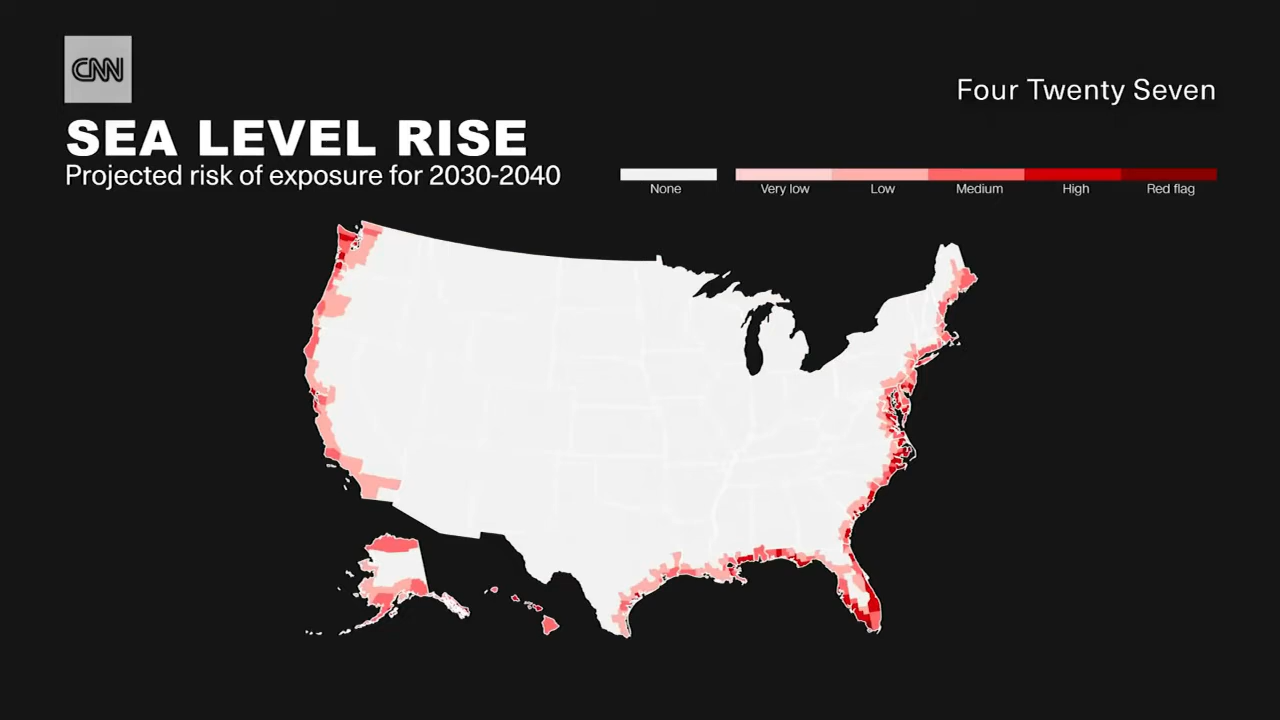 CNN
Four Twenty Seven
SEA LEVEL RISE
Projected risk of exposure for 2030-2040
None
Very low
Low
Medium
High
Red flag